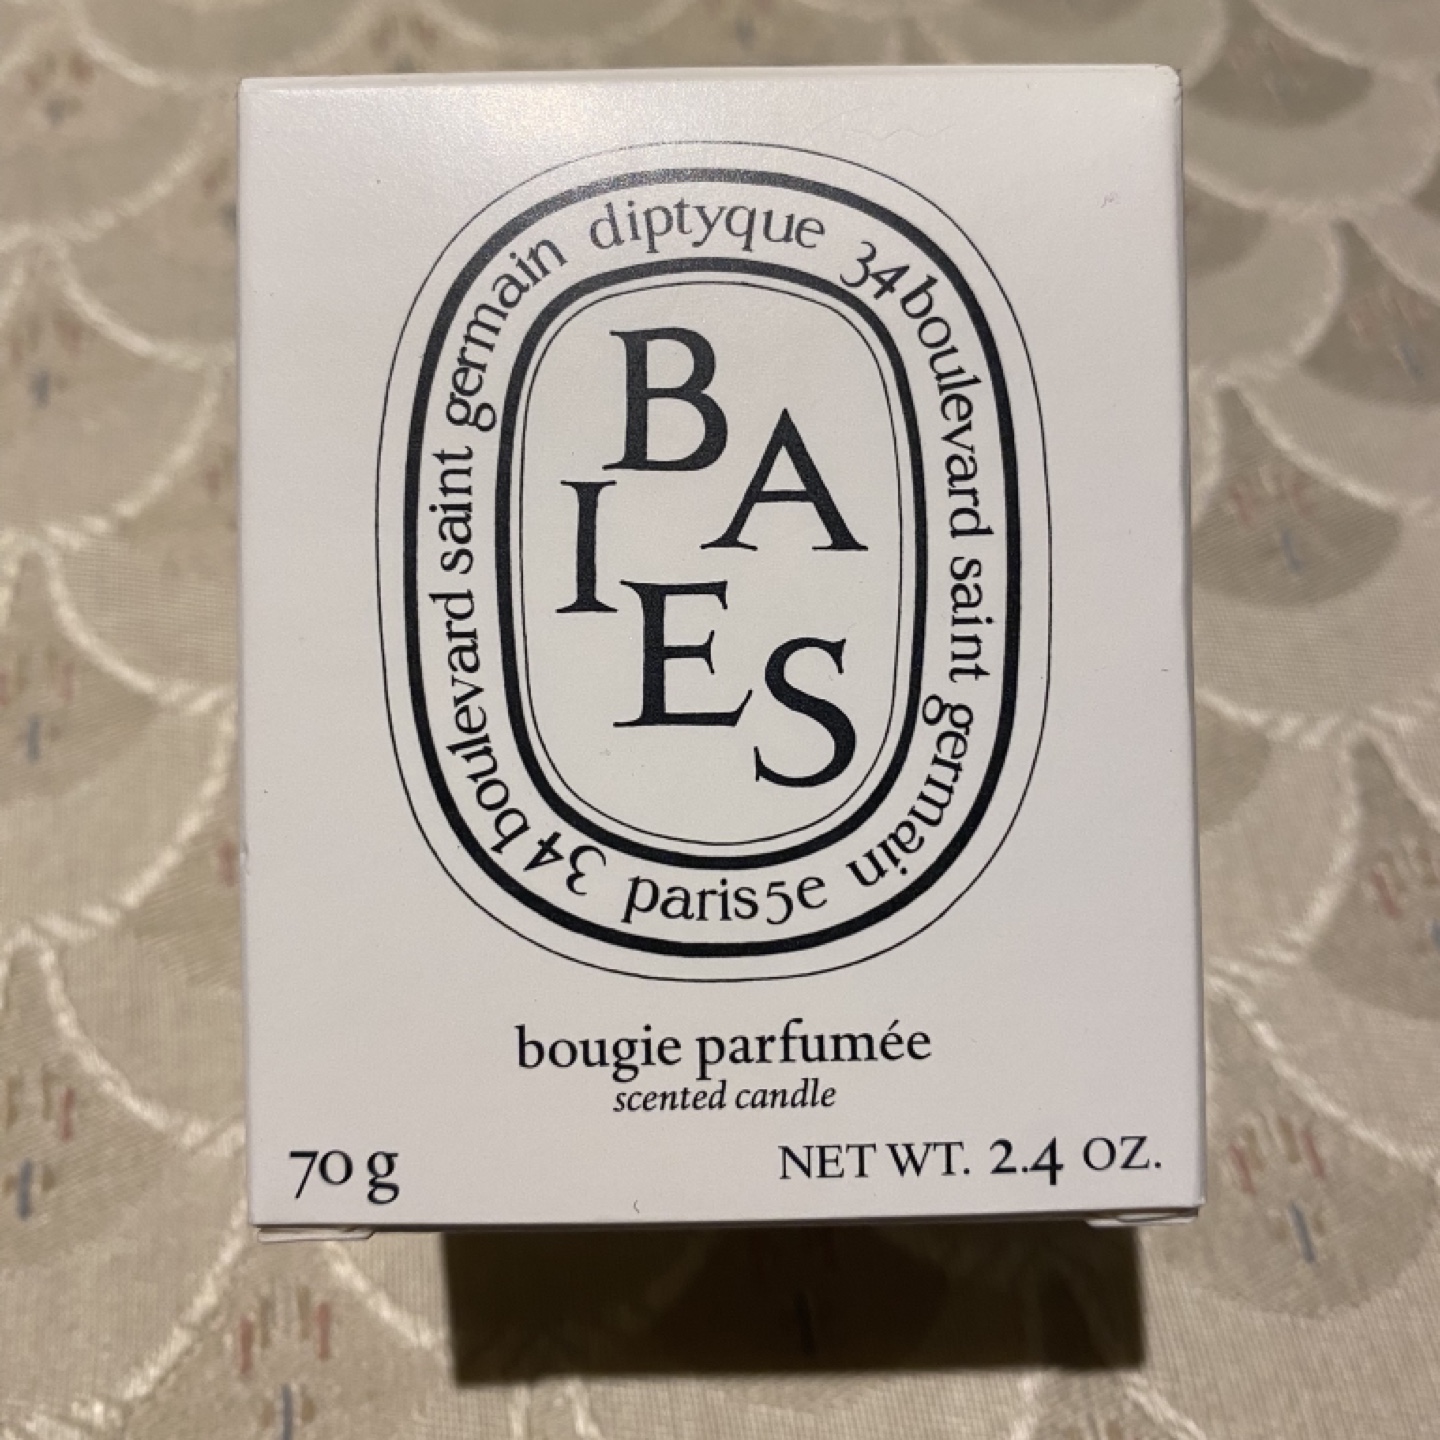 diptyque
34 boulevard saint germain
paris 5e
34 boulevard saint germain
BAIES
bougie parfumée
scented candle
70 g
NET WT. 2.4 OZ.